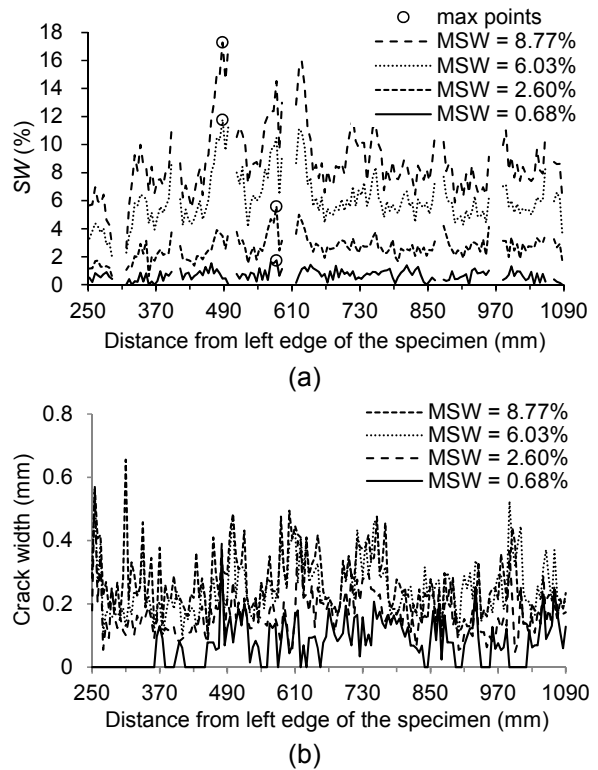 18
16
14
12
10
8
6
4
2
0
SW (%)
max points
MSW = 8.77%
MSW = 6.03%
MSW = 2.60%
MSW = 0.68%
250 370 490 610 730 850 970 1090
Distance from left edge of the specimen (mm)
(a)
0.8
0.6
0.4
0.2
0
Crack width (mm)
MSW = 8.77%
MSW = 6.03%
MSW = 2.60%
MSW = 0.68%
250 370 490 610 730 850 970 1090
Distance from left edge of the specimen (mm)
(b)